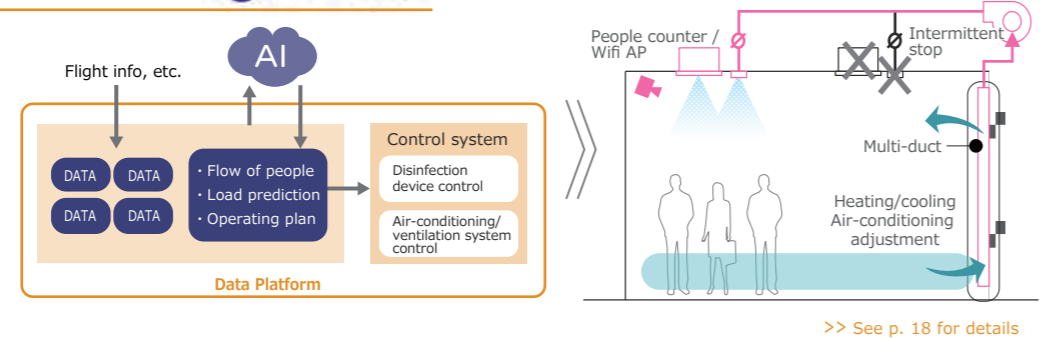 Flight info, etc.
AI
DATA
DATA
DATA
DATA
・Flow of people
・Load prediction
・Operating plan
Control system
Disinfection
device control
Air-conditioning/
ventilation system
control
Data Platform
People counter /
Wifi AP
Intermittent
stop
Multi-duct
Heating/cooling
Air-conditioning
adjustment
>> See p. 18 for details